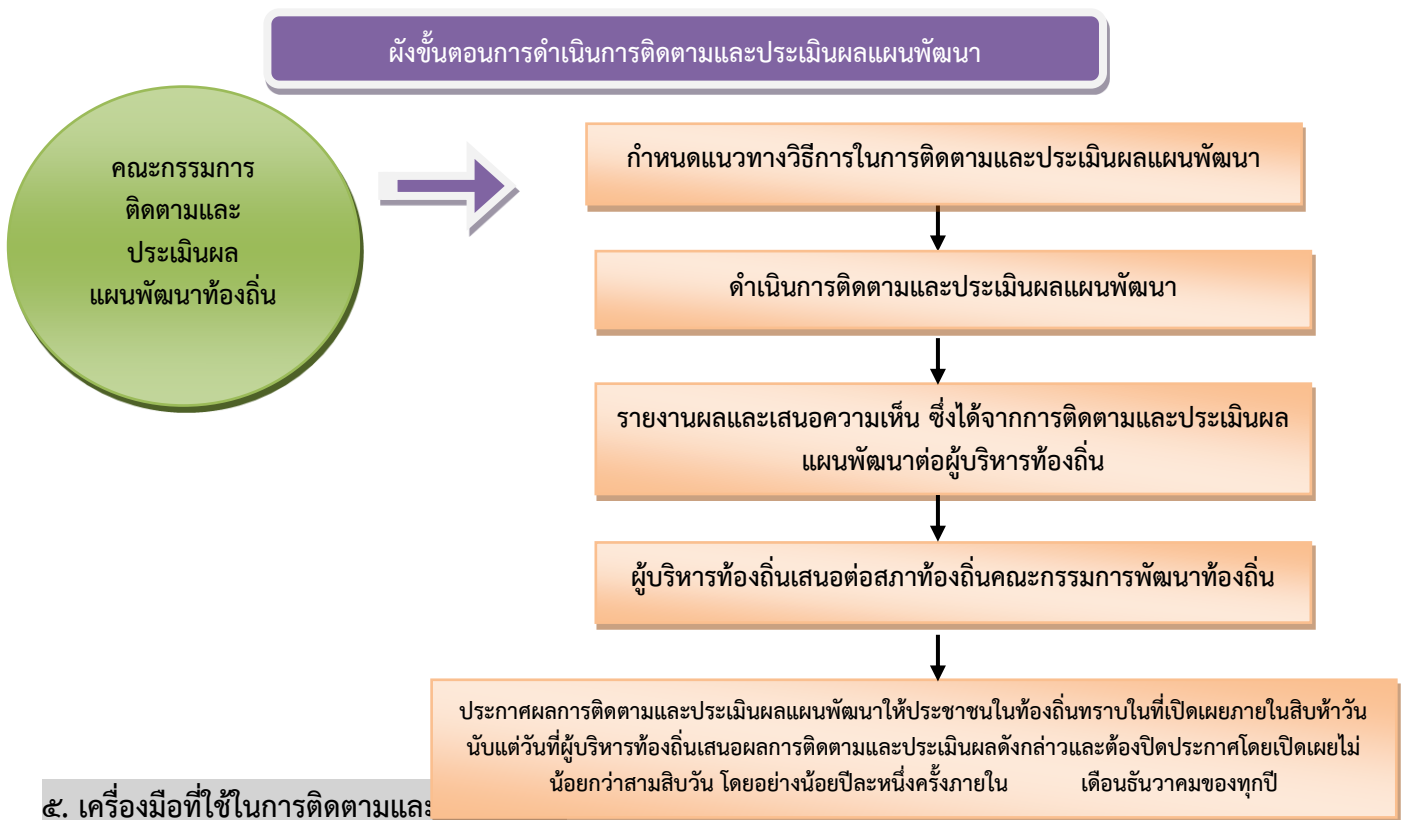 ผังขั้นตอนการดำเนินการติดตามและประเมินผลแผนพัฒนา
คณะกรรมการ
ติดตามและ
ประเมินผล
แผนพัฒนาท้องถิ่น
กำหนดแนวทางวิธีการในการติดตามและประเมินผลแผนพัฒนา
ดำเนินการติดตามและประเมินผลแผนพัฒนา
รายงานผลและเสนอความเห็น ซึ่งได้จากการติดตามและประเมินผล
แผนพัฒนาต่อผู้บริหารท้องถิ่น
ผู้บริหารท้องถิ่นเสนอต่อสภาท้องถิ่นคณะกรรมการพัฒนาท้องถิ่น
ประกาศผลการติดตามและประเมินผลแผนพัฒนาให้ประชาชนในท้องถิ่นทราบในที่เปิดเผยภายในสิบห้าวัน
นับแต่วันที่ผู้บริหารท้องถิ่นเสนอผลการติดตามและประเมินผลดังกล่าวและต้องปิดประกาศโดยเปิดเผยไม่
น้อยกว่าสามสิบวัน โดยอย่างน้อยปีละหนึ่งครั้งภายใน เดือนธันวาคมของทุกปี
๕. เครื่องมือที่ใช้ในการติดตามและ